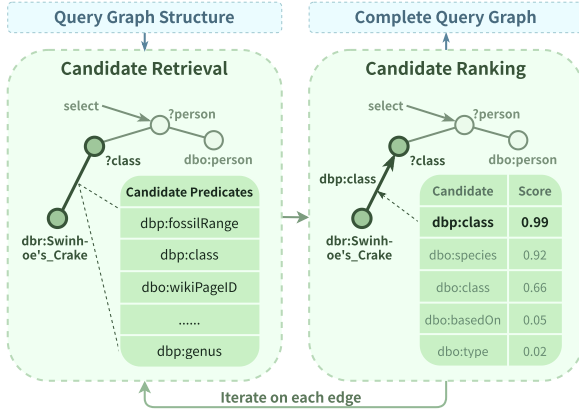 Query Graph Structure
Complete Query Graph
Candidate Retrieval
select
?person
?class
dbo:person
dbr:Swinh-
oe's_Crake
Candidate Predicates
dbp:fossilRange
dbp:class
dbo:wikiPageID
......
dbp:genus
Candidate Ranking
select
?person
?class
dbo:person
dbp:class
dbr:Swinh-
oe's_Crake
Candidate Score
dbp:class 0.99
dbo:species 0.92
dbo:class 0.66
dbo:basedOn 0.05
dbo:type 0.02
Iterate on each edge